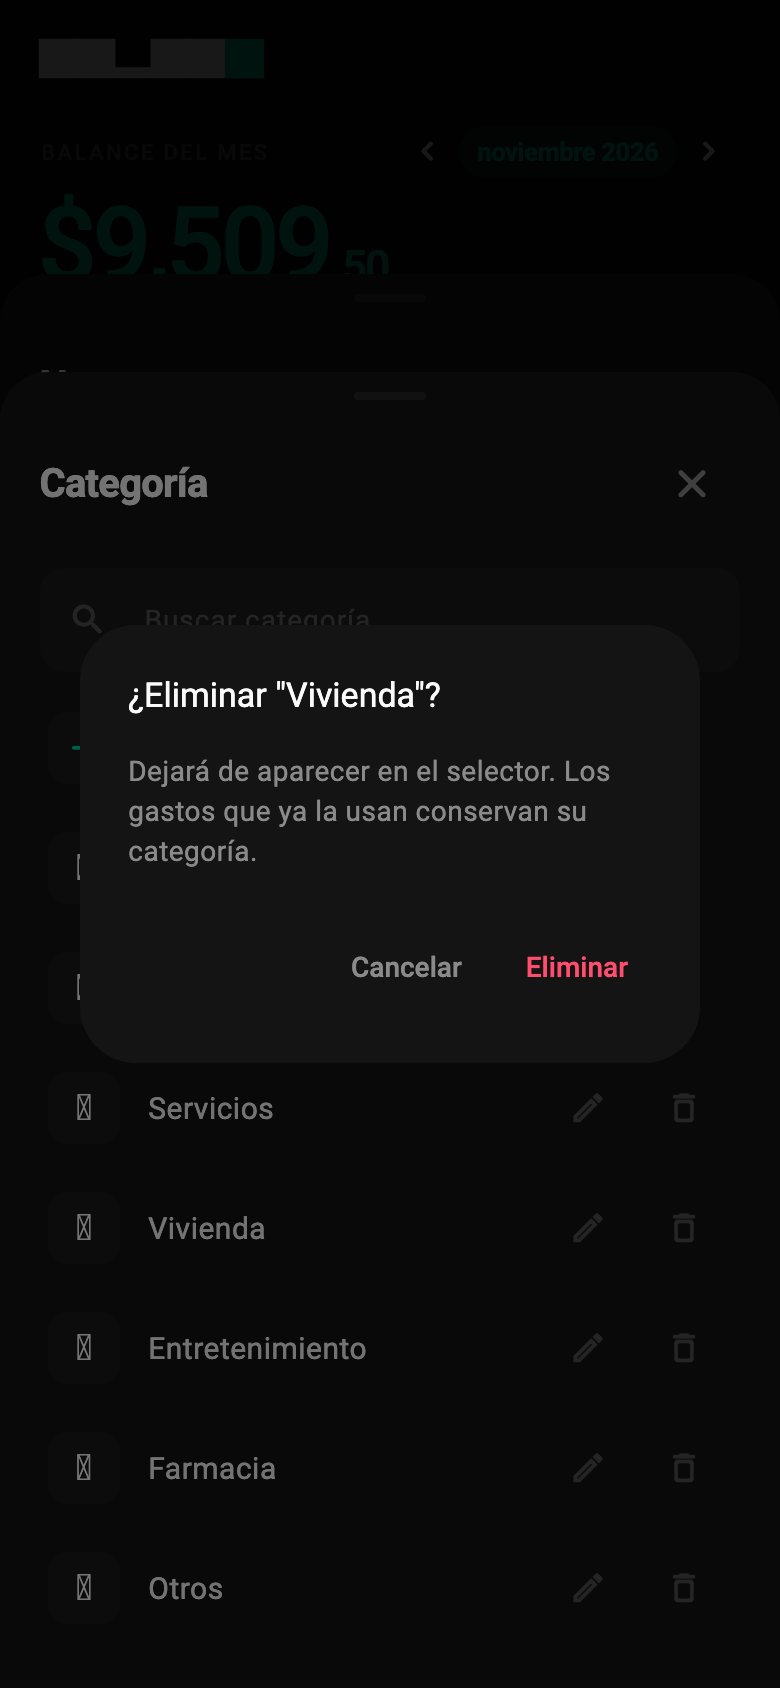 BALANCE DEL MES
noviembre 2026
$9,509.50
Categoría
Buscar categoría
¿Eliminar "Vivienda"?
Dejará de aparecer en el selector. Los
gastos que ya la usan conservan su
categoría.
Cancelar
Eliminar
Servicios
Vivienda
Entretenimiento
Farmacia
Otros